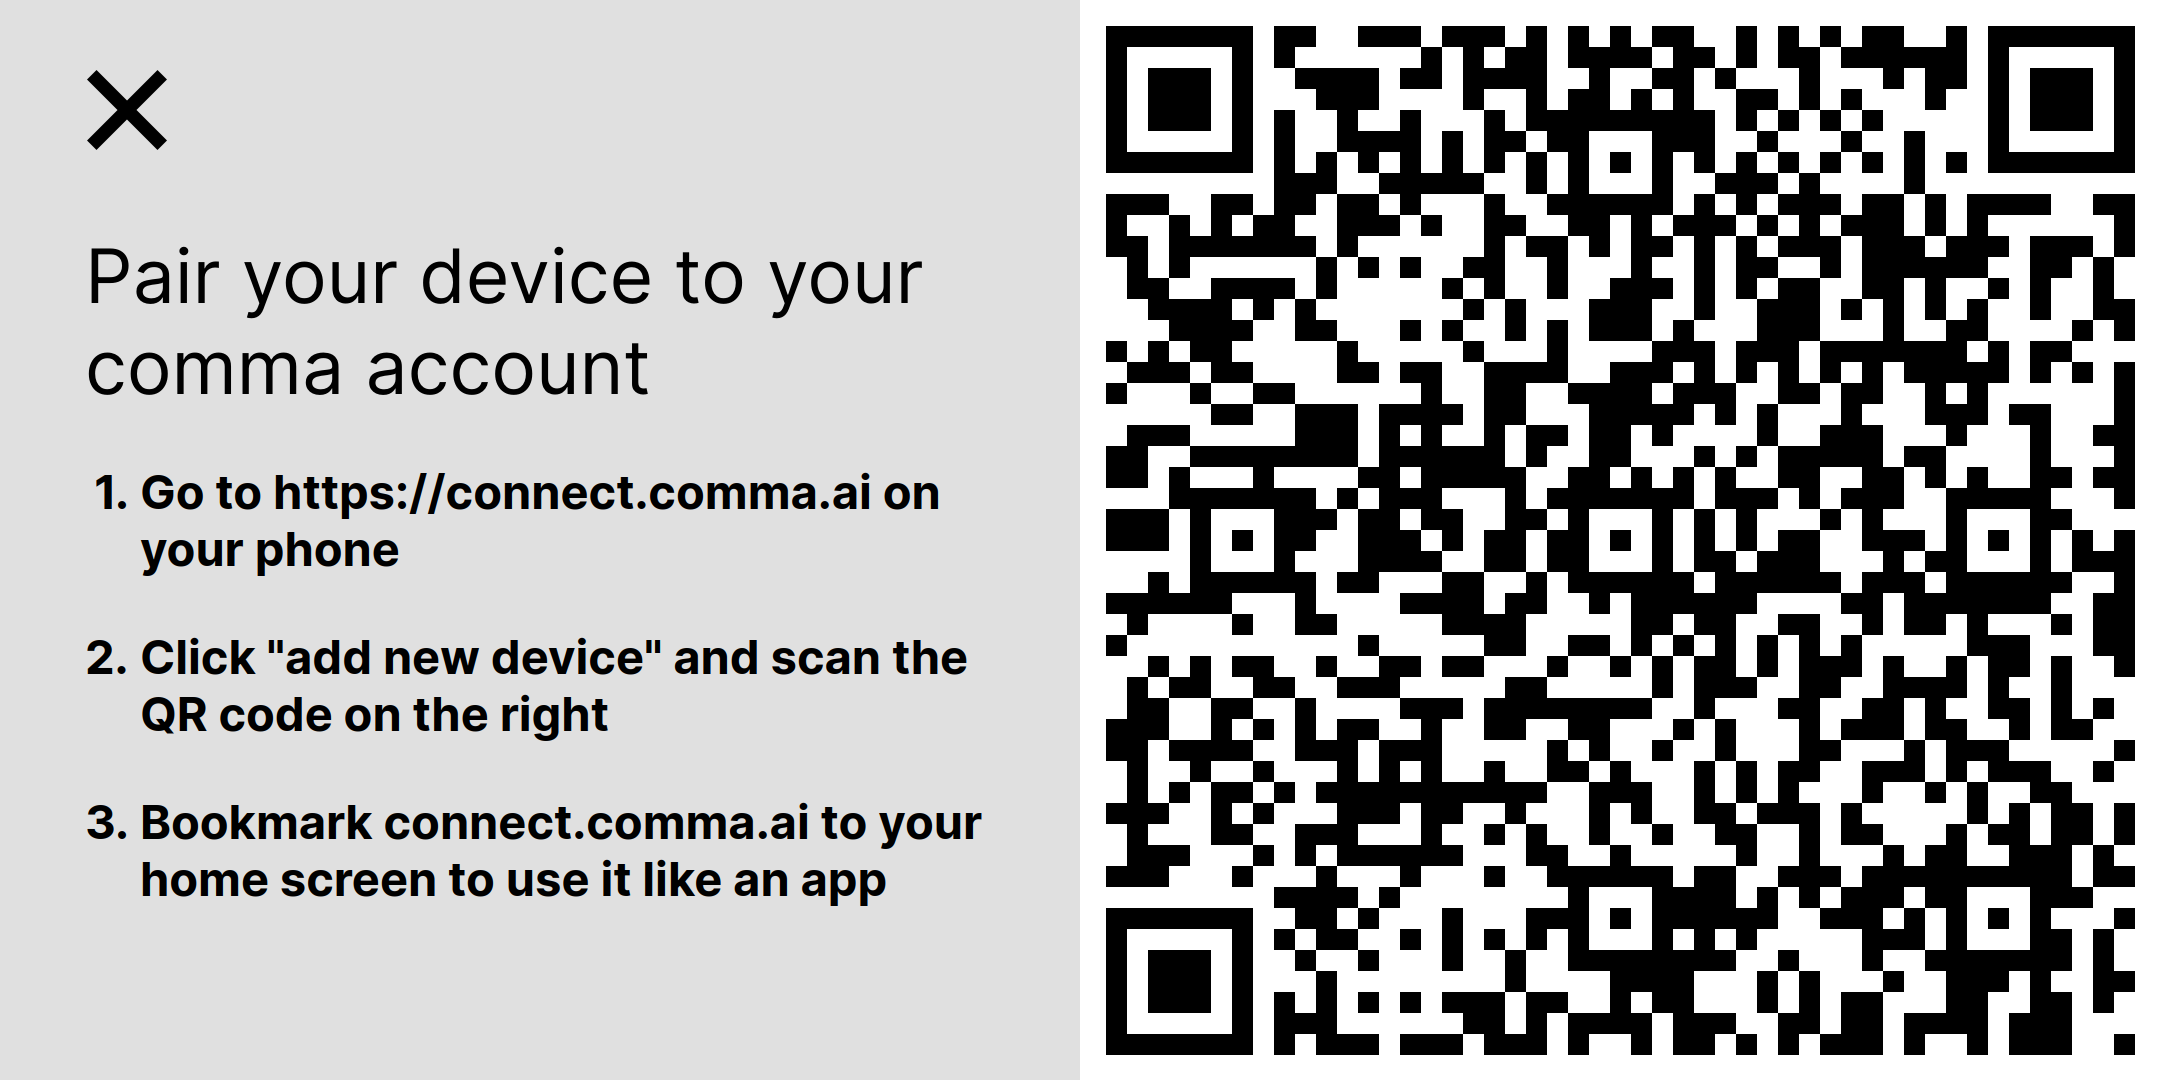 Pair your device to your
comma account
1. Go to https://connect.comma.ai on
your phone
2. Click "add new device" and scan the
QR code on the right
3. Bookmark connect.comma.ai to your
home screen to use it like an app